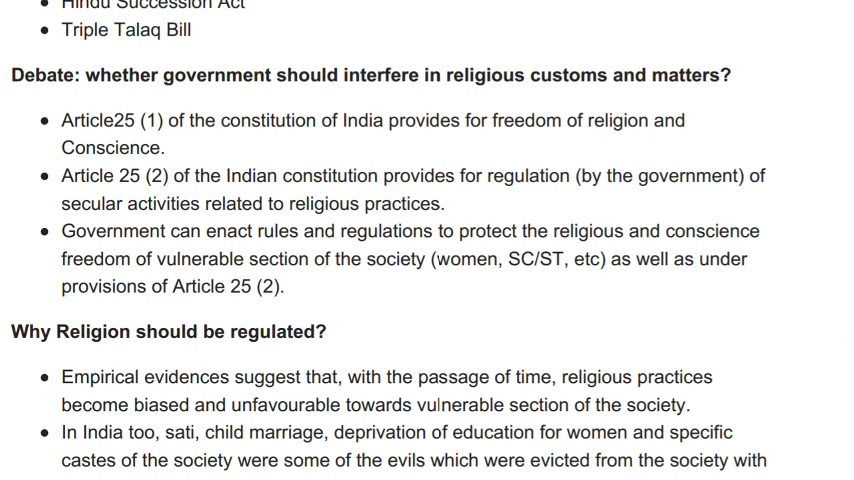 Hindu Succession Act
Triple Talaq Bill
Debate: whether government should interfere in religious customs and matters?
Article25 (1) of the constitution of India provides for freedom of religion and
Conscience.
Article 25 (2) of the Indian constitution provides for regulation (by the government) of
secular activities related to religious practices.
Government can enact rules and regulations to protect the religious and conscience
freedom of vulnerable section of the society (women, SC/ST, etc) as well as under
provisions of Article 25 (2).
Why Religion should be regulated?
Empirical evidences suggest that, with the passage of time, religious practices
become biased and unfavourable towards vulnerable section of the society.
In India too, sati, child marriage, deprivation of education for women and specific
castes of the society were some of the evils which were evicted from the society with